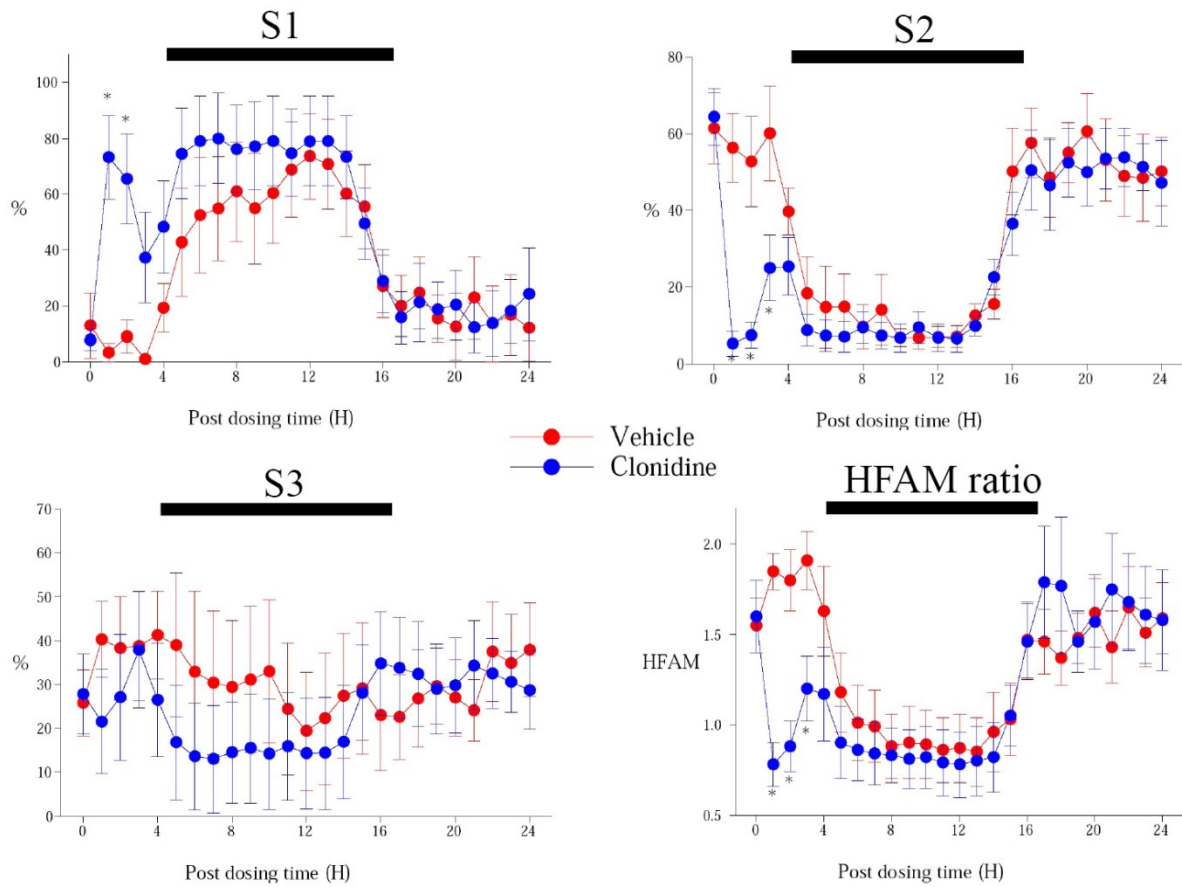 S1
100
80
60
40
20
0
%
* *
0 4 8 12 16 20 24
Post dosing time (H)
S2
80
60
40
20
0
%
* * *
0 4 8 12 16 20 24
Post dosing time (H)
Vehicle
Clonidine
S3
70
60
50
40
30
20
10
0
%
0 4 8 12 16 20 24
Post dosing time (H)
HFAM ratio
2.0
1.5
1.0
0.5
HFAM
* * *
0 4 8 12 16 20 24
Post dosing time (H)